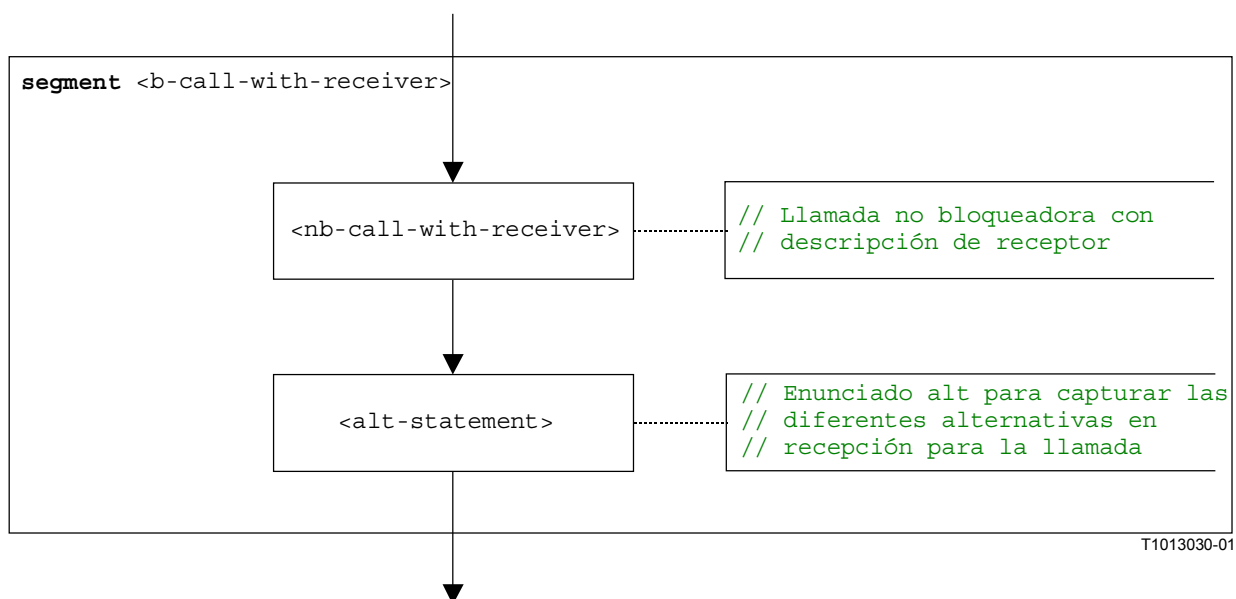 segment <b-call-with-receiver>
<nb-call-with-receiver>
// Llamada no bloqueadora con
// descripción de receptor
<alt-statement>
// Enunciado alt para capturar las
// diferentes alternativas en
// recepción para la llamada
T1013030-01